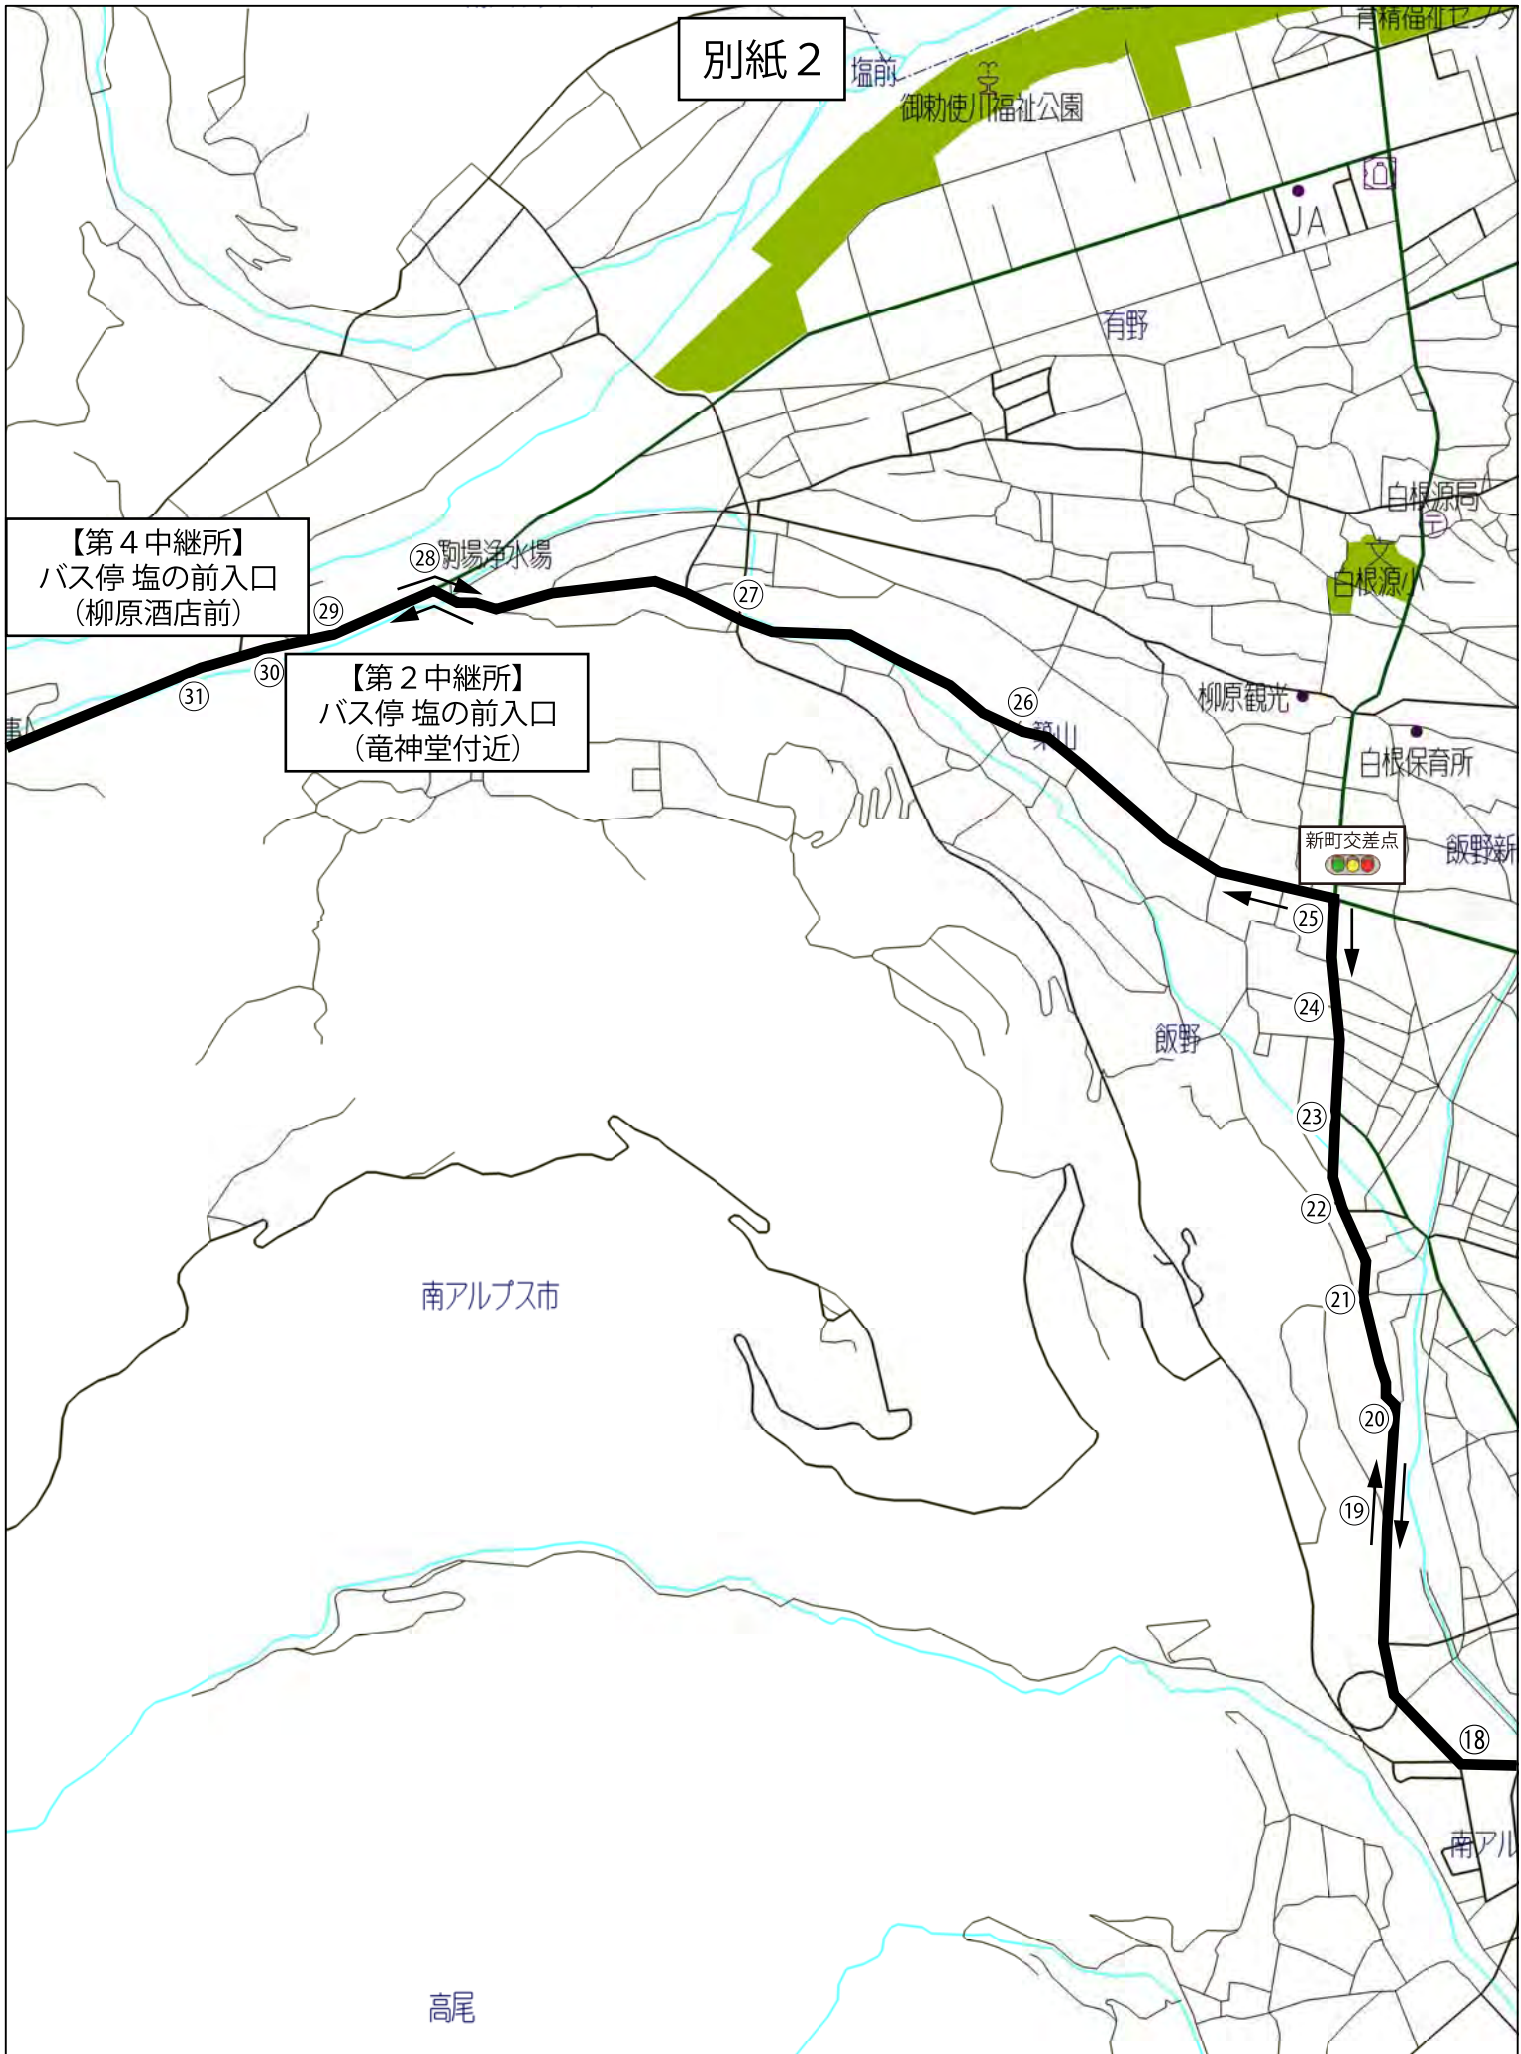 別紙２
塩前
御勅使川福祉公園
育精福祉センタ
JA
有野
白根源局
文
白根源小
【第４中継所】
バス停 塩の前入口
（柳原酒店前）
㉘
駒場浄水場
㉙
㉗
㉚
㉛
【第２中継所】
バス停 塩の前入口
（竜神堂付近）
㉖
築山
柳原観光
白根保育所
新町交差点
飯野新
㉕
㉔
飯野
㉓
㉒
南アルプス市
㉑
⑳
⑲
⑱
南アル
高尾